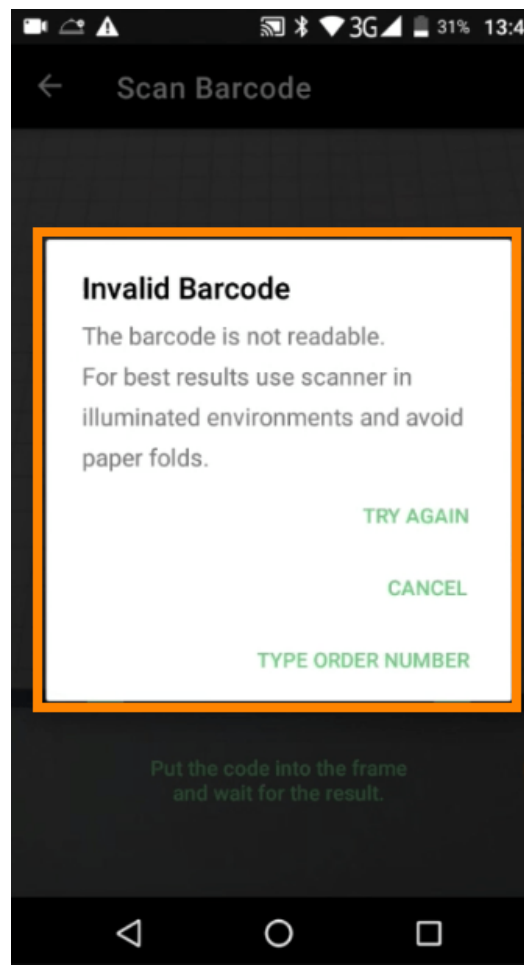 3G 31% 13:4
Scan Barcode
Invalid Barcode
The barcode is not readable.
For best results use scanner in
illuminated environments and avoid
paper folds.
TRY AGAIN
CANCEL
TYPE ORDER NUMBER
Put the code into the frame
and wait for the result.